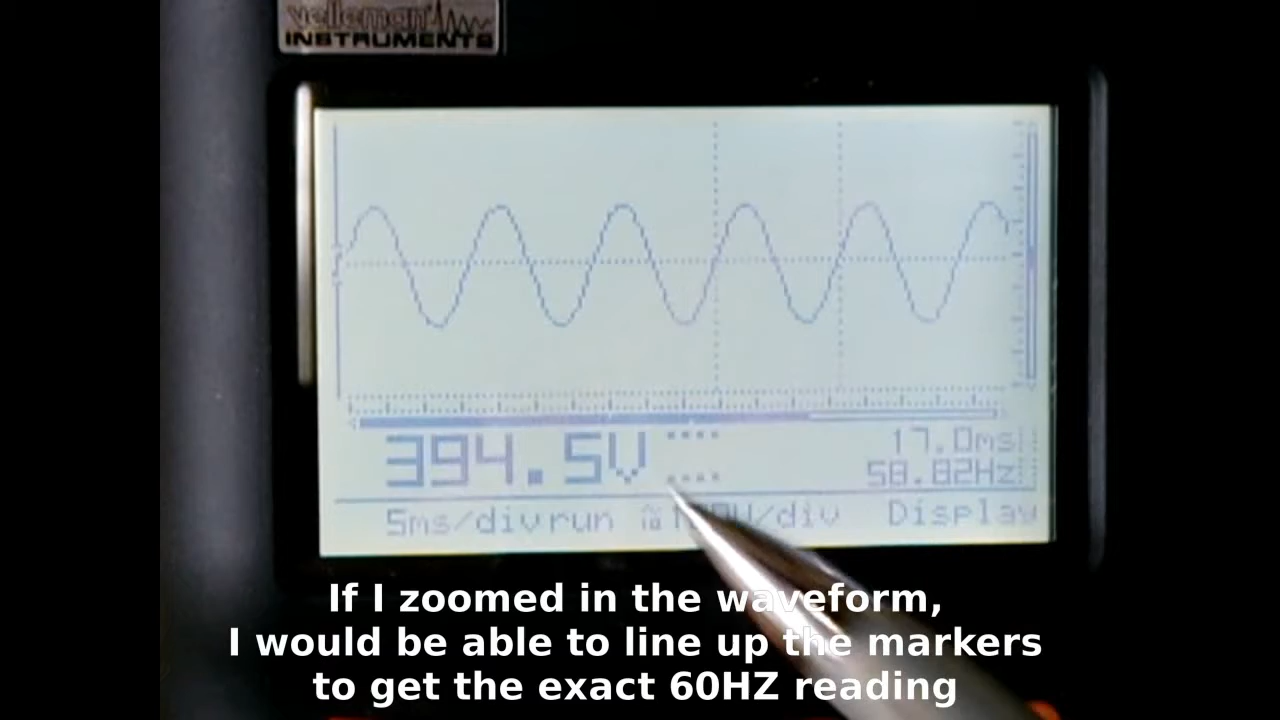 velleman
INSTRUMENTS
394.5V
17.0ms
58.82Hz
5ms/div run
V/div
Display
If I zoomed in the waveform,
I would be able to line up the markers
to get the exact 60HZ reading